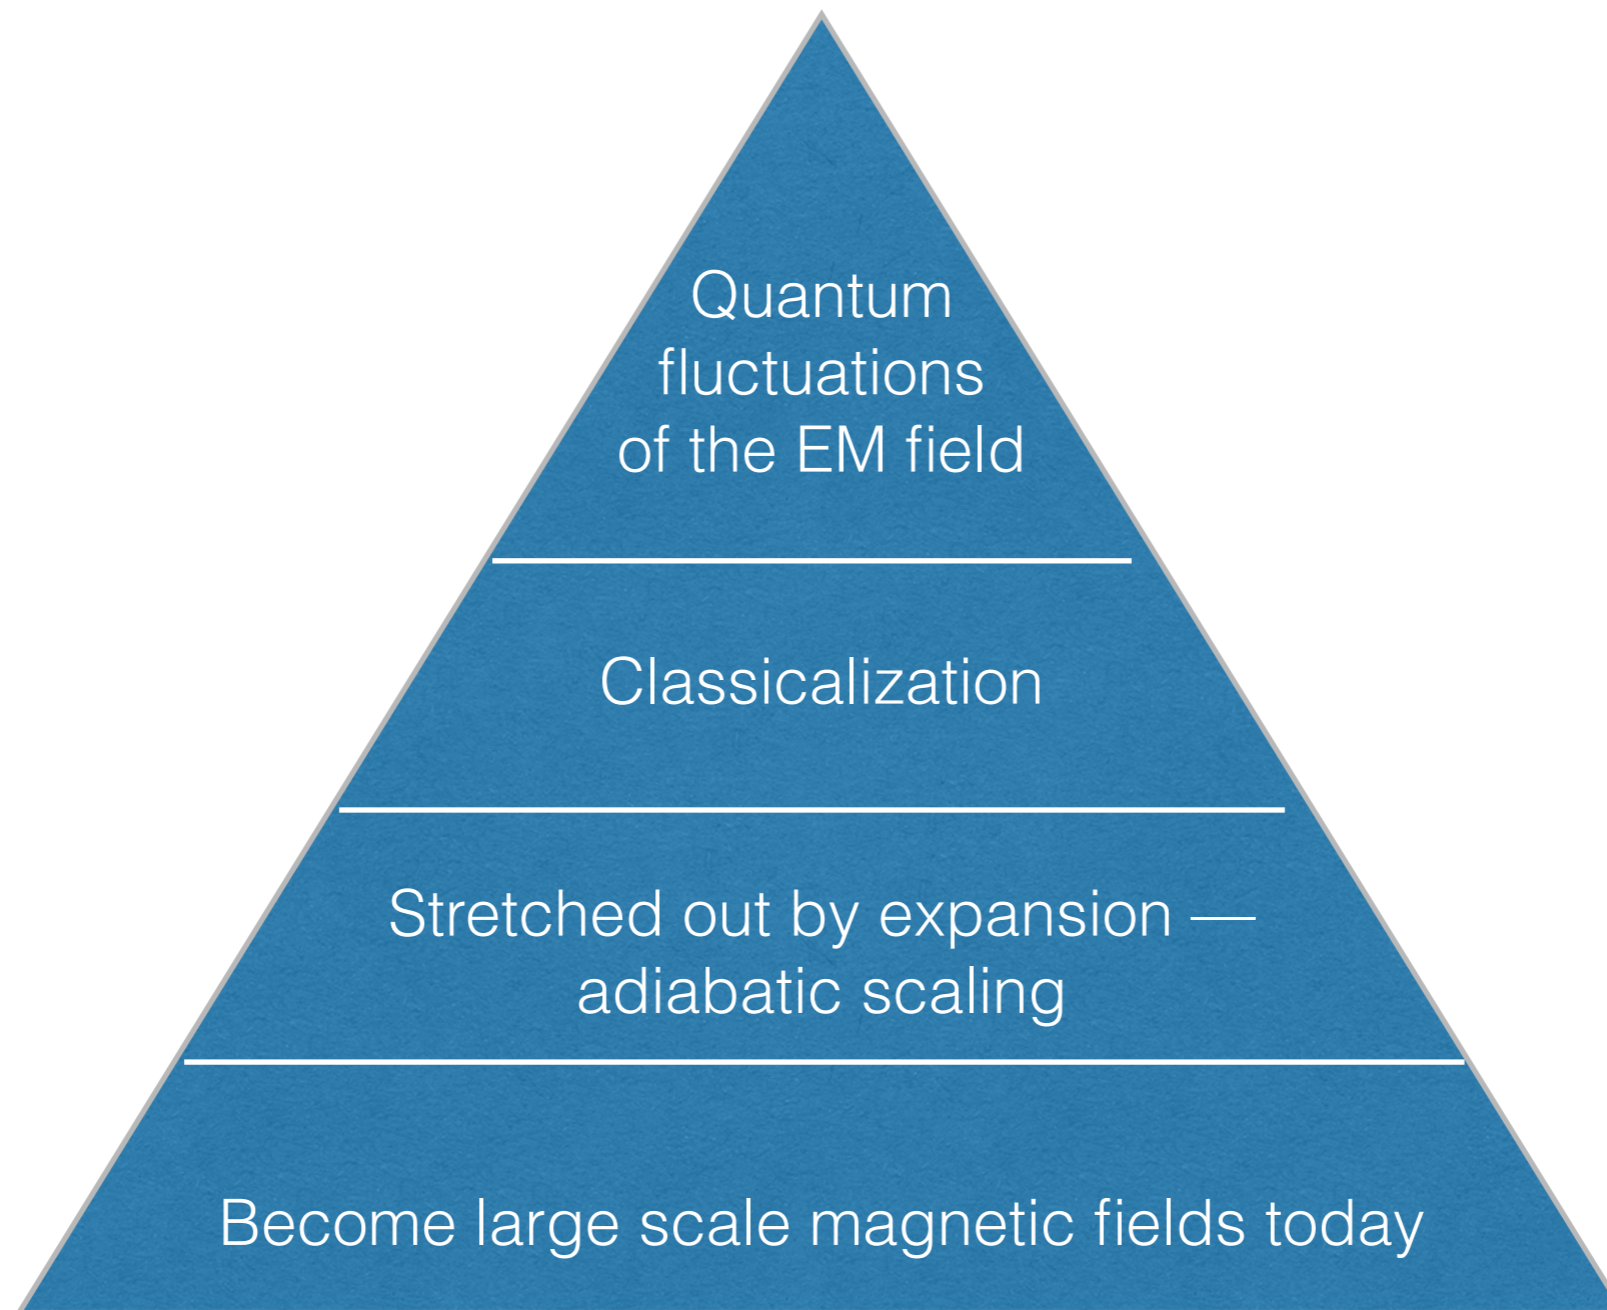 Quantum
fluctuations
of the EM field
Classicalization
Stretched out by expansion —
adiabatic scaling
Become large scale magnetic fields today